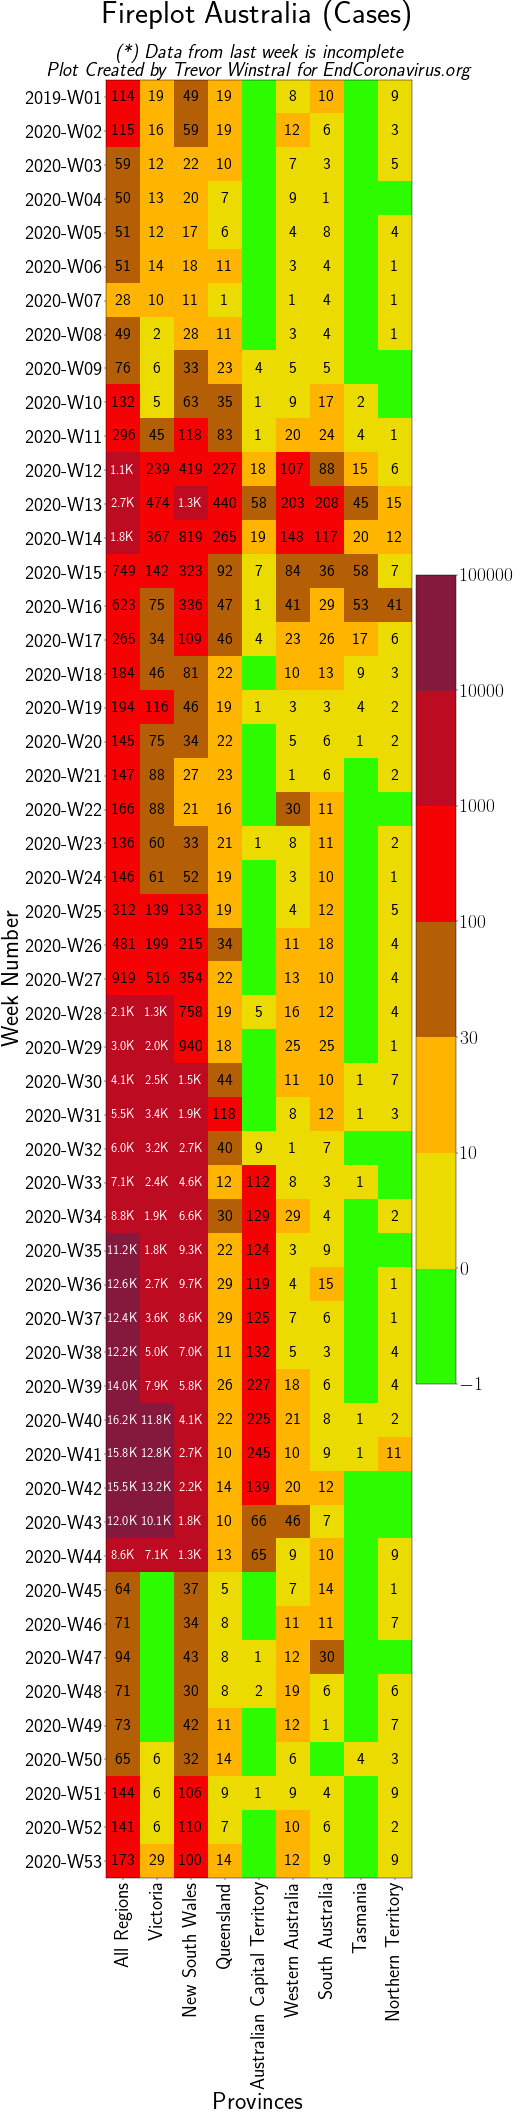 Fireplot Australia (Cases)
(*) Data from last week is incomplete
Plot Created by Trevor Winstral for EndCoronavirus.org
2019-W01 114 19 49 19 8 10 9
2020-W02 115 16 59 19 12 6 3
2020-W03 59 12 22 10 7 3 5
2020-W04 50 13 20 7 9 1
2020-W05 51 12 17 6 4 8 4
2020-W06 51 14 18 11 3 4 1
2020-W07 28 10 11 1 1 4 1
2020-W08 49 2 28 11 3 4 1
2020-W09 76 6 33 23 4 5 5
2020-W10 132 5 63 35 1 9 17 2
2020-W11 296 45 118 83 1 20 24 4 1
2020-W12 1.1K 239 419 227 18 107 88 15 6
2020-W13 2.7K 474 1.3K 440 58 203 208 45 15
2020-W14 1.8K 367 819 265 19 148 117 20 12
2020-W15 749 142 323 92 7 84 36 58 7
2020-W16 623 75 336 47 1 41 29 53 41
2020-W17 265 34 109 46 4 23 26 17 6
2020-W18 184 46 81 22 10 13 9 3
2020-W19 194 116 46 19 1 3 3 4 2
2020-W20 145 75 34 22 5 6 1 2
2020-W21 147 88 27 23 1 6 2
2020-W22 166 88 21 16 30 11
2020-W23 136 60 33 21 1 8 11 2
2020-W24 146 61 52 19 3 10 1
2020-W25 312 139 133 19 4 12 5
2020-W26 481 199 215 34 11 18 4
2020-W27 919 516 354 22 13 10 4
2020-W28 2.1K 1.3K 758 19 5 16 12 4
2020-W29 3.0K 2.0K 940 18 25 25 1
2020-W30 4.1K 2.5K 1.5K 44 11 10 1 7
2020-W31 5.5K 3.4K 1.9K 118 8 12 1 3
2020-W32 6.0K 3.2K 2.7K 40 9 1 7
2020-W33 7.1K 2.4K 4.6K 12 112 8 3 1
2020-W34 8.8K 1.9K 6.6K 30 129 29 4 2
2020-W35 11.2K 1.8K 9.3K 22 124 3 9
2020-W36 12.6K 2.7K 9.7K 29 119 4 15 1
2020-W37 12.4K 3.6K 8.6K 29 125 7 6 1
2020-W38 12.2K 5.0K 7.0K 11 132 5 3 4
2020-W39 14.0K 7.9K 5.8K 26 227 18 6 4
2020-W40 16.2K 11.8K 4.1K 22 225 21 8 1 2
2020-W41 15.8K 12.8K 2.7K 10 245 10 9 1 11
2020-W42 15.5K 13.2K 2.2K 14 139 20 12
2020-W43 12.0K 10.1K 1.8K 10 66 46 7
2020-W44 8.6K 7.1K 1.3K 13 65 9 10 9
2020-W45 64 37 5 7 14 1
2020-W46 71 34 8 11 11 7
2020-W47 94 43 8 1 12 30
2020-W48 71 30 8 2 19 6 6
2020-W49 73 42 11 12 1 7
2020-W50 65 6 32 14 6 4 3
2020-W51 144 6 106 9 1 9 4 9
2020-W52 141 6 110 7 10 6 2
2020-W53 173 29 100 14 12 9 9
Week Number
100000
10000
1000
100
30
10
0
−1
All Regions
Victoria
New South Wales
Queensland
Australian Capital Territory
Western Australia
South Australia
Tasmania
Northern Territory
Provinces